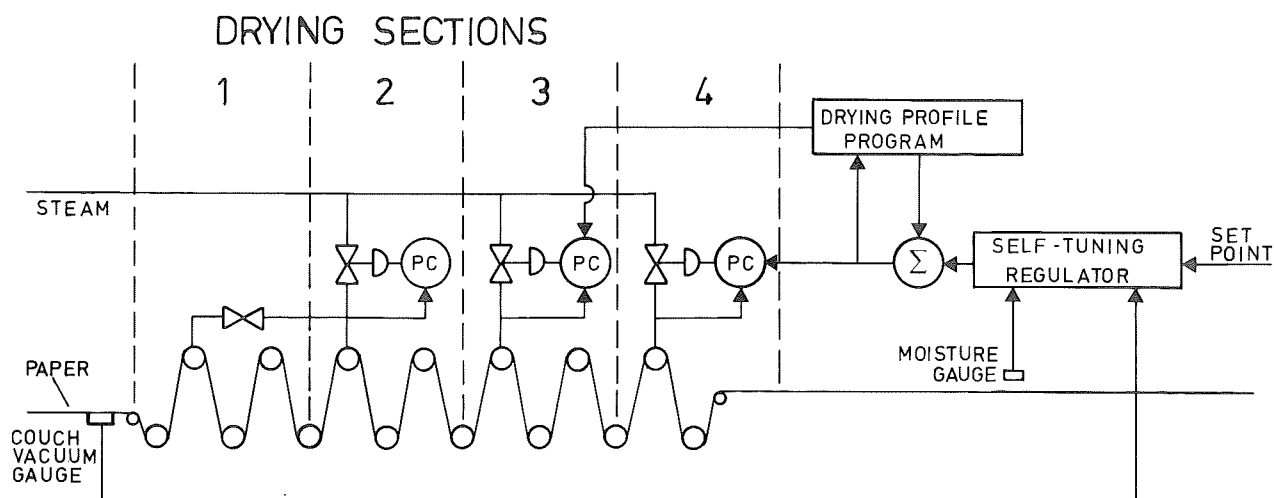 DRYING SECTIONS
1
2
3
4
DRYING PROFILE
PROGRAM
STEAM
PC
PC
PC
Σ
SELF-TUNING
REGULATOR
SET
POINT
MOISTURE
GAUGE
PAPER
COUCH
VACUUM
GAUGE